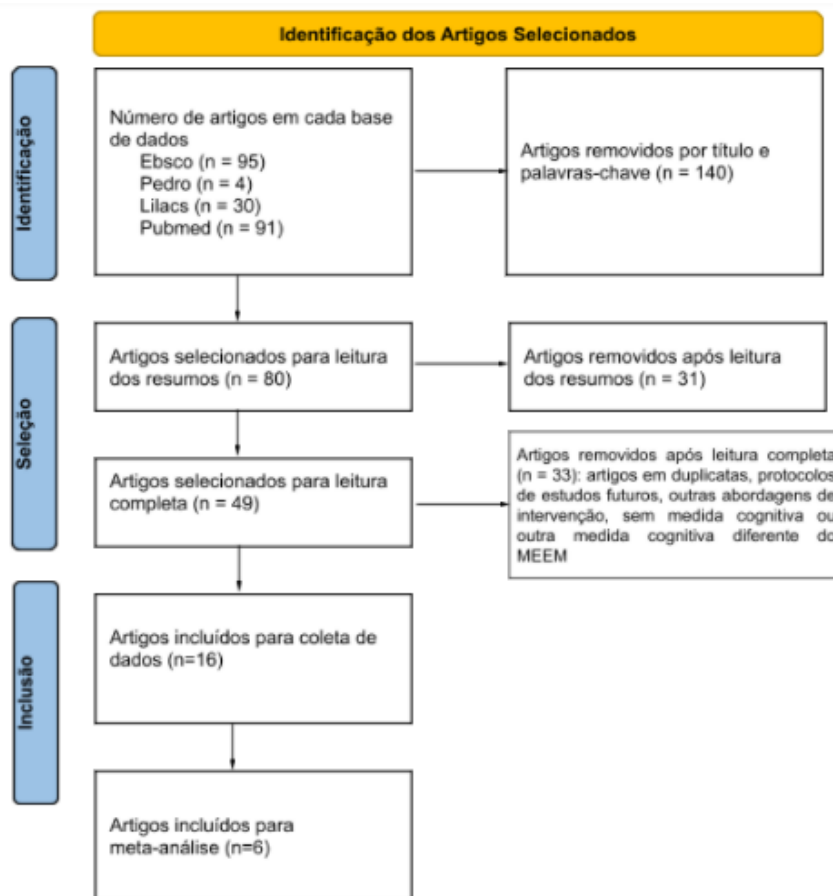 Identificação dos Artigos Selecionados
Identificação
Número de artigos em cada base
de dados
Ebsco (n = 95)
Pedro (n = 4)
Lilacs (n = 30)
Pubmed (n = 91)
Artigos removidos por título e
palavras-chave (n = 140)
Seleção
Artigos selecionados para leitura
dos resumos (n = 80)
Artigos removidos após leitura
dos resumos (n = 31)
Artigos selecionados para leitura
completa (n = 49)
Artigos removidos após leitura completa
(n = 33): artigos em duplicatas, protocolos
de estudos futuros, outras abordagens de
intervenção, sem medida cognitiva ou
outra medida cognitiva diferente do
MEEM
Inclusão
Artigos incluídos para coleta de
dados (n=16)
Artigos incluídos para
meta-análise (n=6)